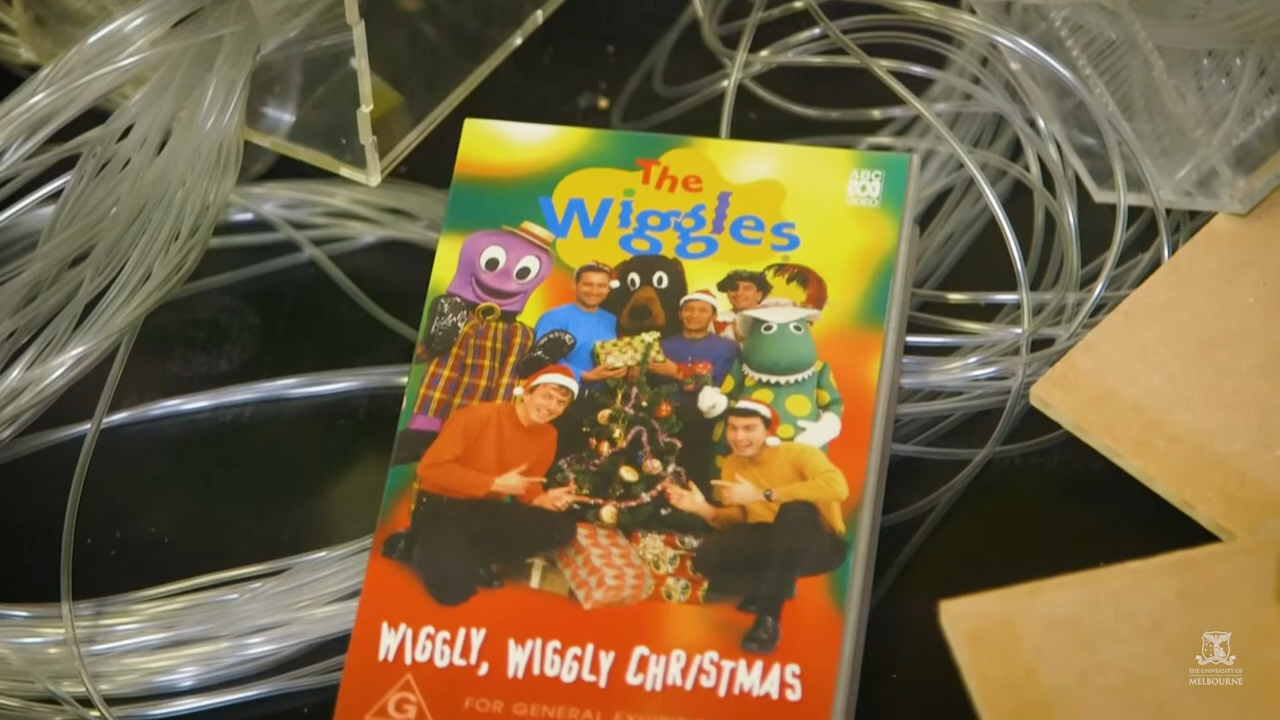 The
Wiggles
®
ABC
VIDEO
WIGGLY, WIGGLY CHRISTMAS
G
FOR GENERAL
THE UNIVERSITY OF
MELBOURNE